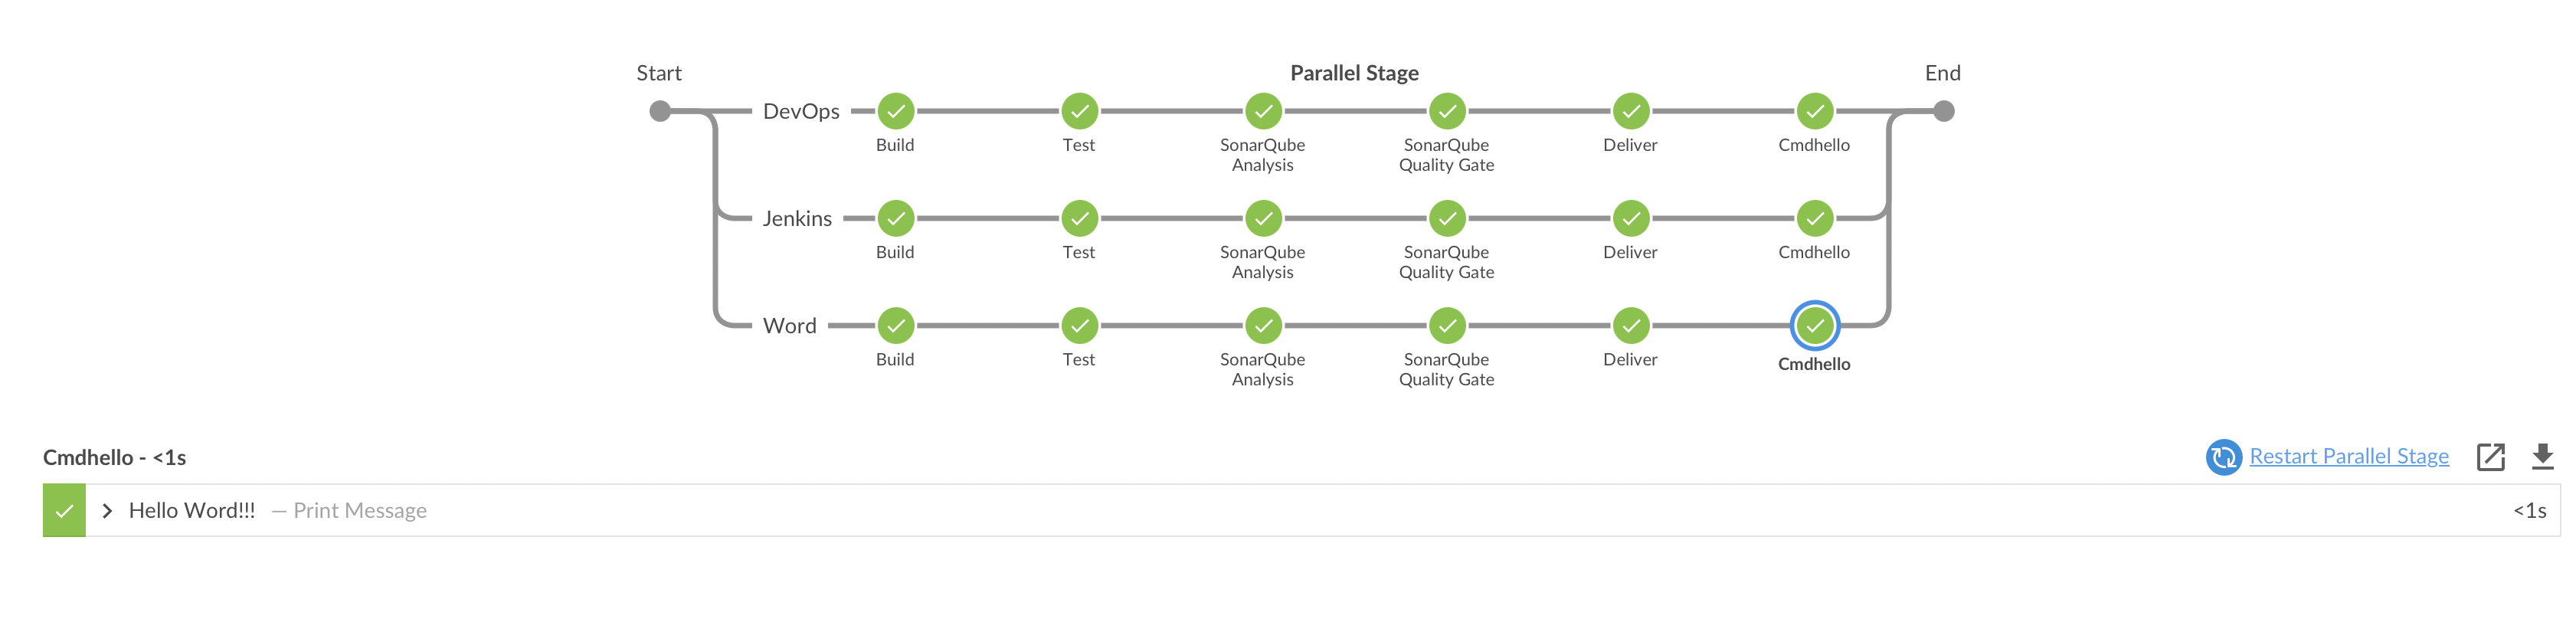 Start
Parallel Stage
End
DevOps
Build
Test
SonarQube
Analysis
SonarQube
Quality Gate
Deliver
Cmdhello
Jenkins
Build
Test
SonarQube
Analysis
SonarQube
Quality Gate
Deliver
Cmdhello
Word
Build
Test
SonarQube
Analysis
SonarQube
Quality Gate
Deliver
Cmdhello
Cmdhello - <1s
Restart Parallel Stage
Hello Word!!! — Print Message
<1s